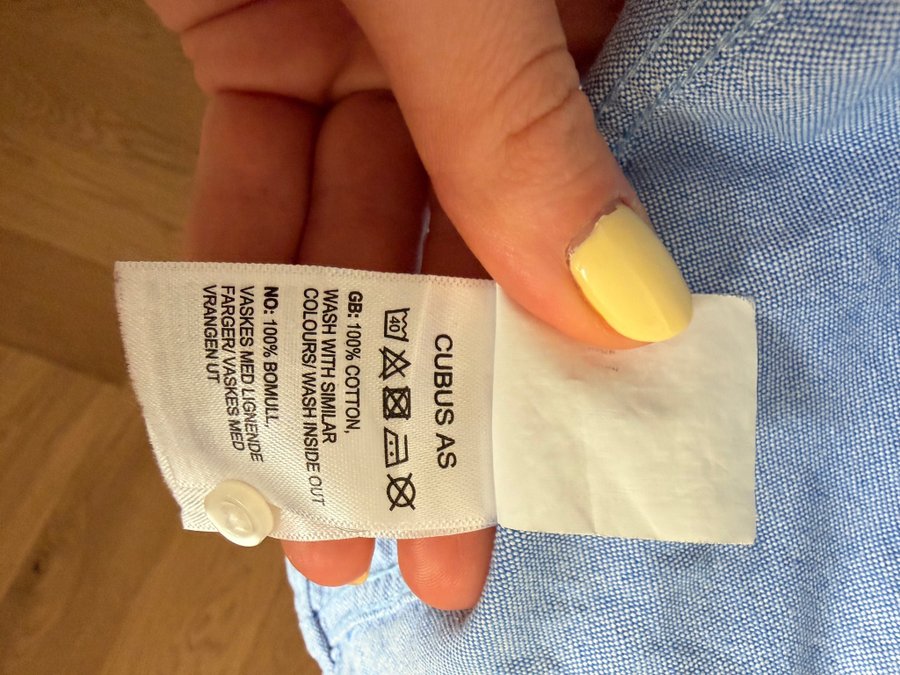 CUBUS AS
40
GB: 100% COTTON,
WASH WITH SIMILAR
COLOURS/ WASH INSIDE OUT
NO: 100% BOMULL,
VASKES MED LIGNENDE
FARGER/ VASKES MED
VRANGEN UT